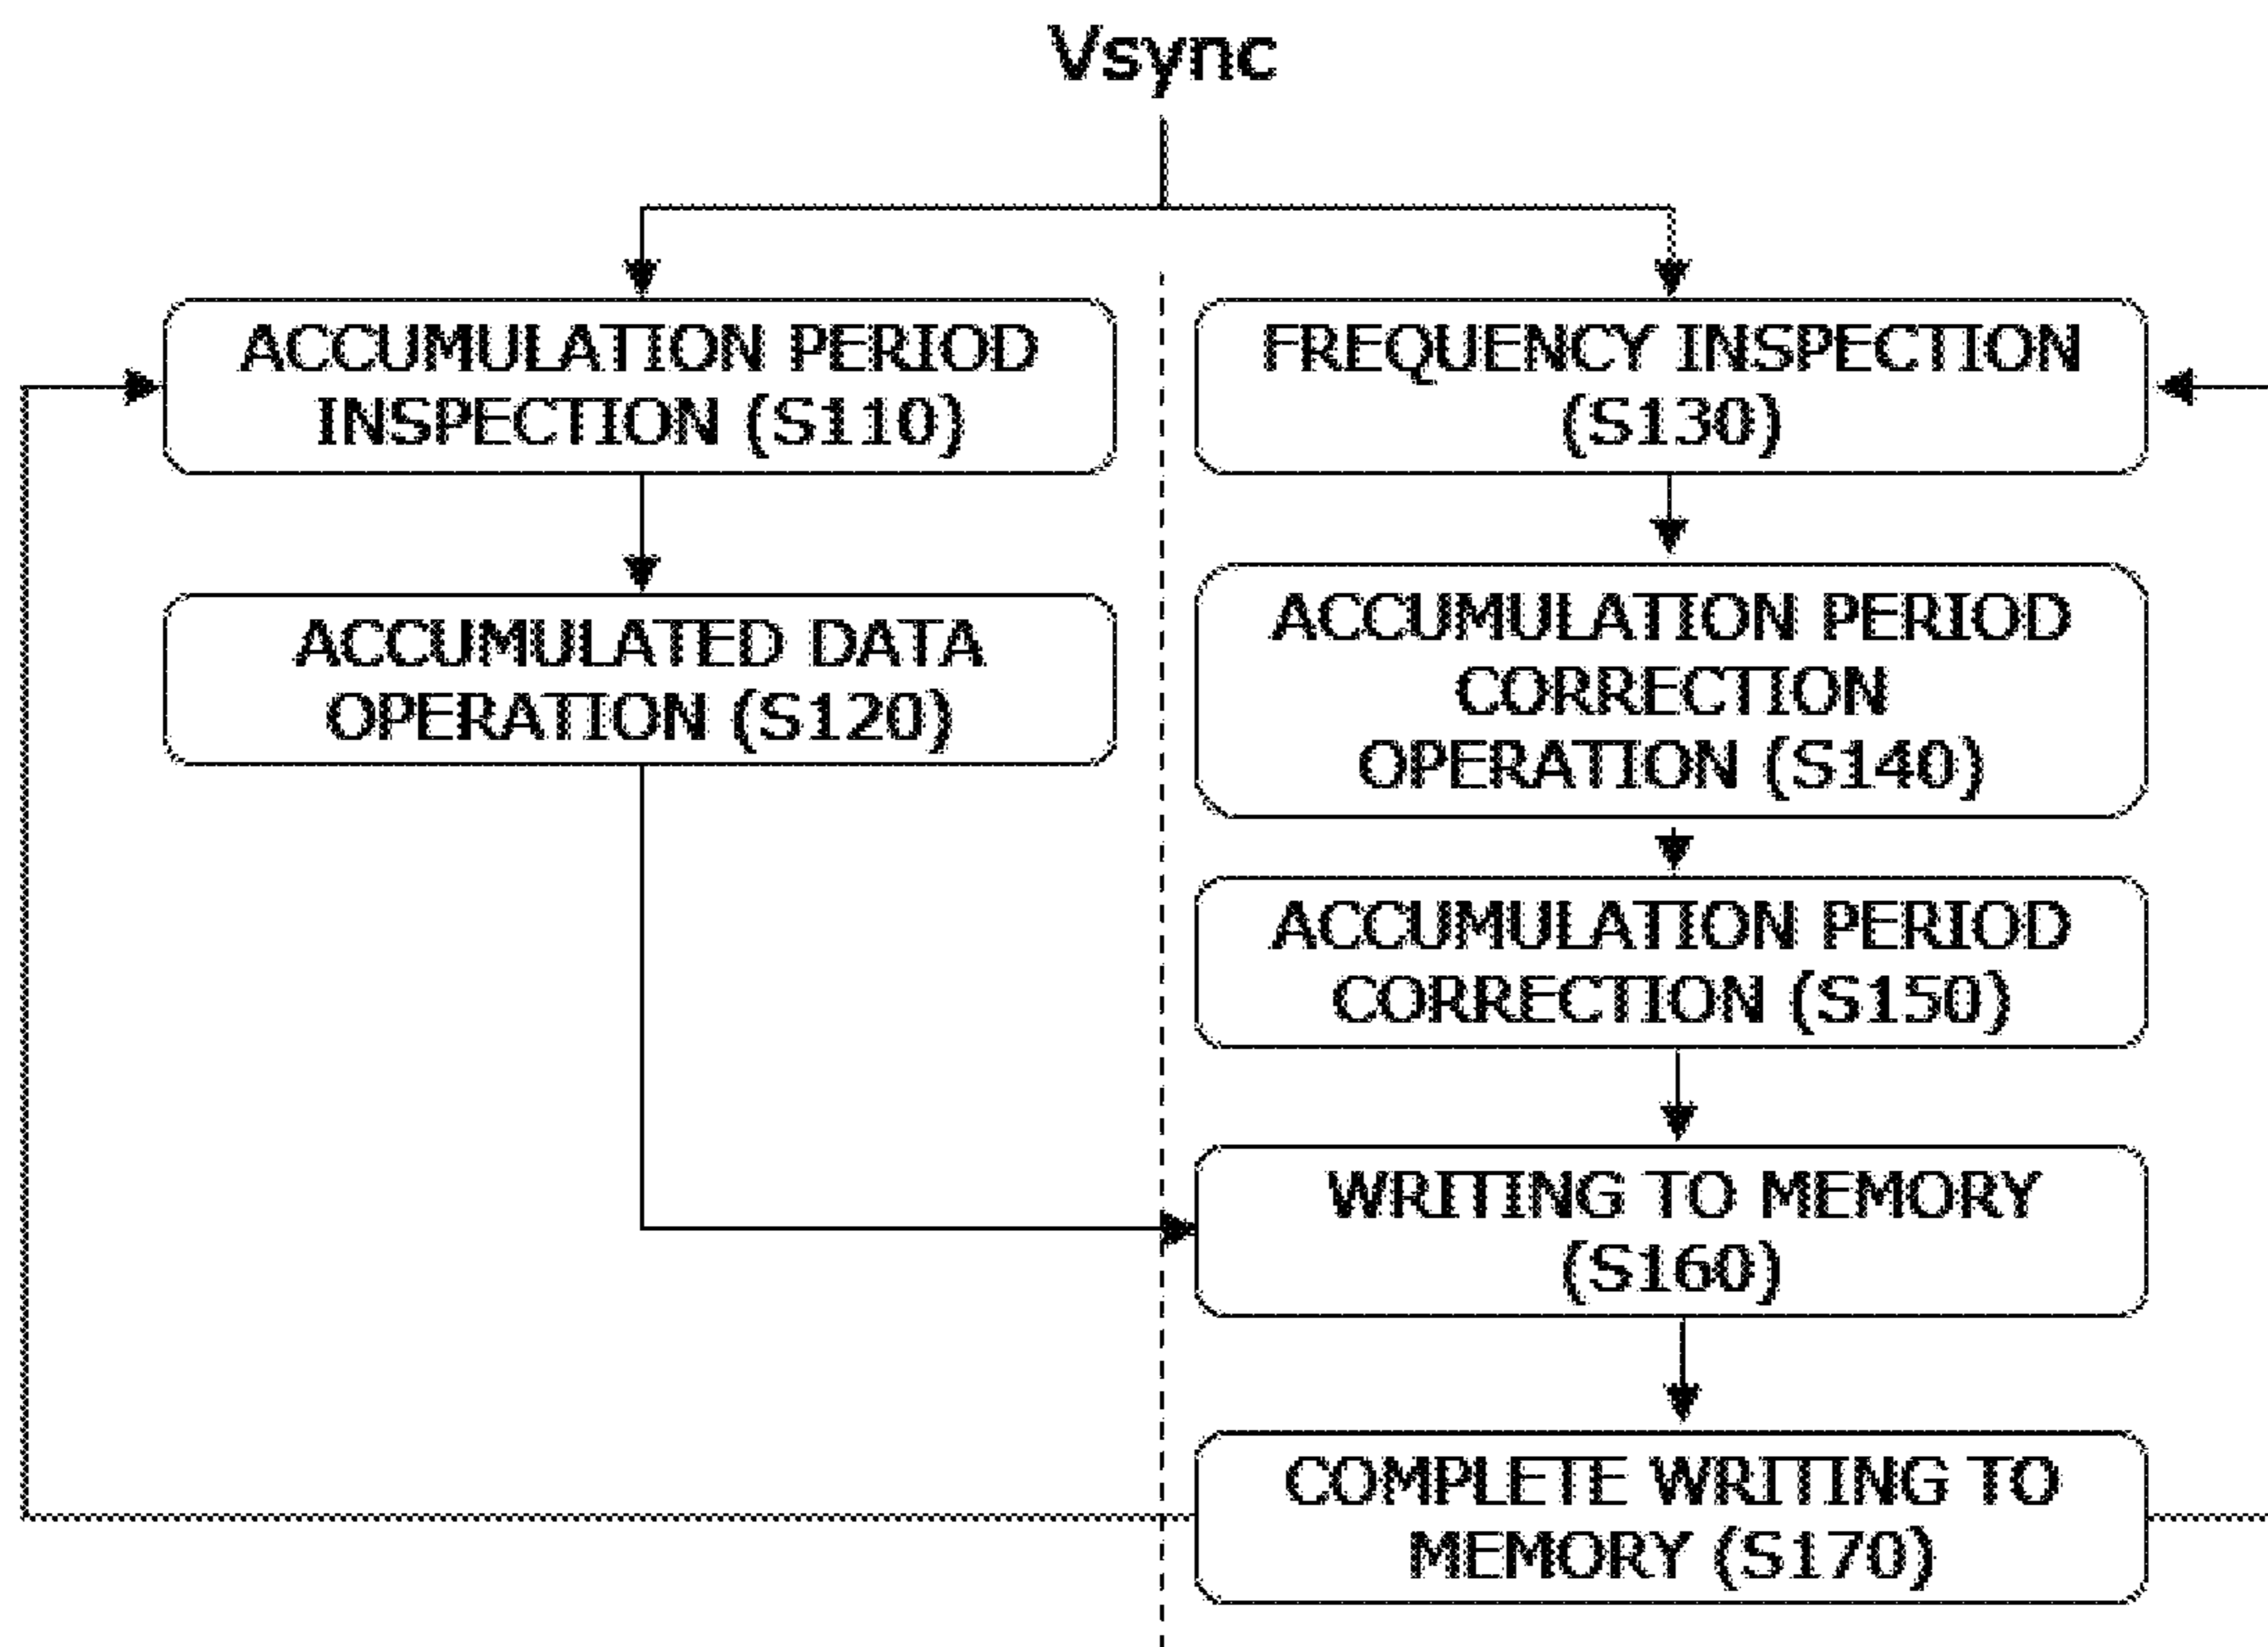 Vsync
ACCUMULATION PERIOD
INSPECTION (S110)
ACCUMULATED DATA
OPERATION (S120)
FREQUENCY INSPECTION
(S130)
ACCUMULATION PERIOD
CORRECTION
OPERATION (S140)
ACCUMULATION PERIOD
CORRECTION (S150)
WRITING TO MEMORY
(S160)
COMPLETE WRITING TO
MEMORY (S170)